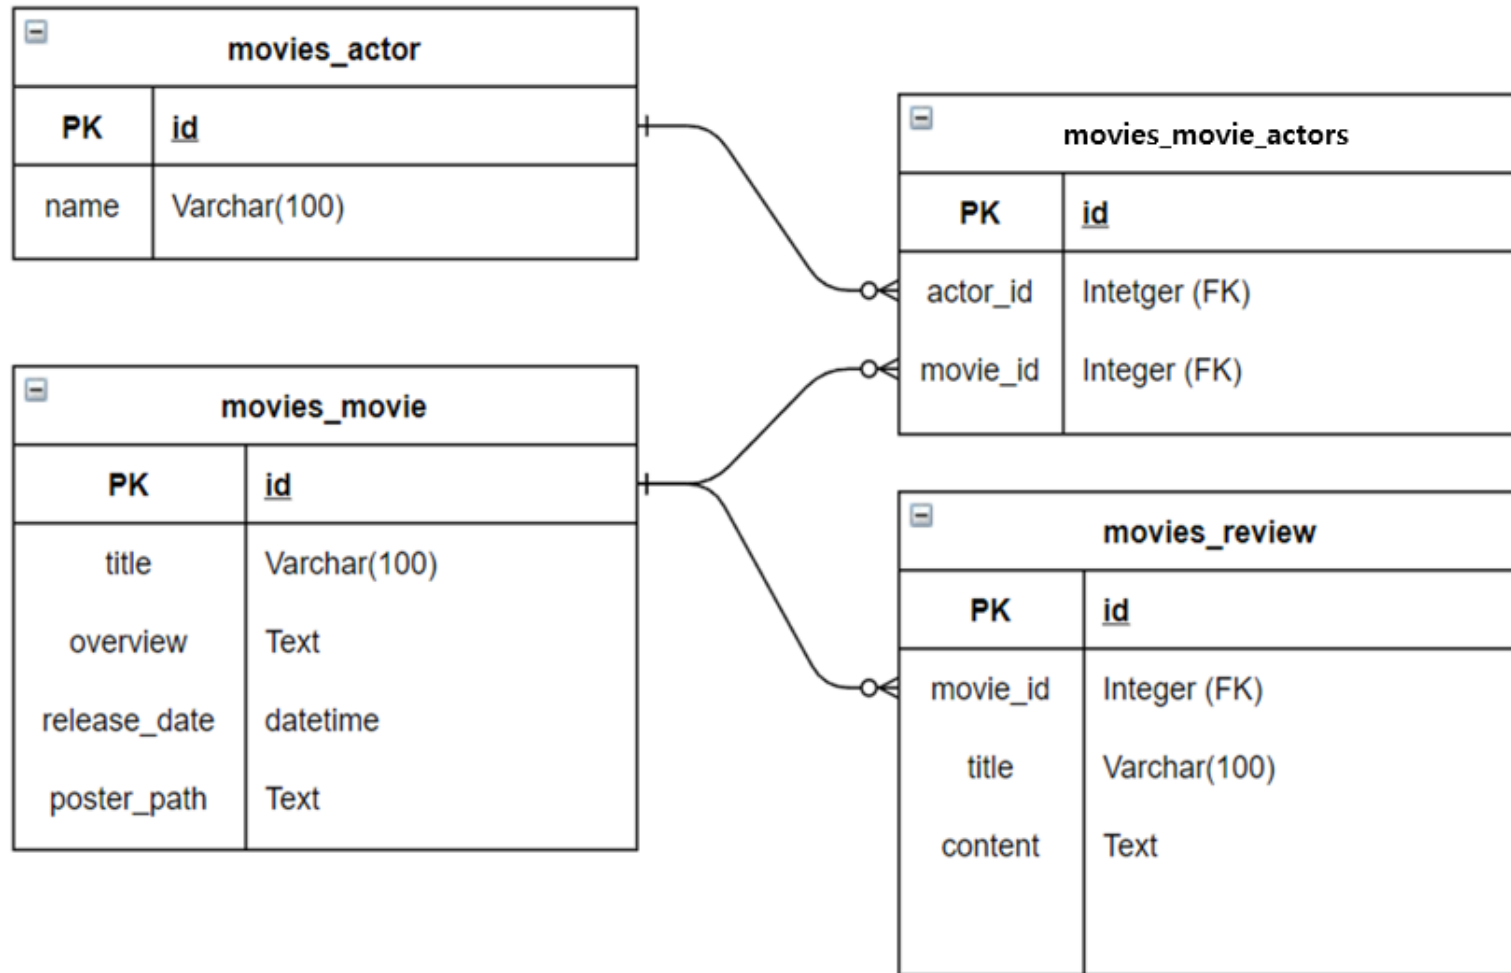 movies_actor
PK id
name Varchar(100)
movies_movie
PK id
title Varchar(100)
overview Text
release_date datetime
poster_path Text
movies_movie_actors
PK id
actor_id Intetger (FK)
movie_id Integer (FK)
movies_review
PK id
movie_id Integer (FK)
title Varchar(100)
content Text